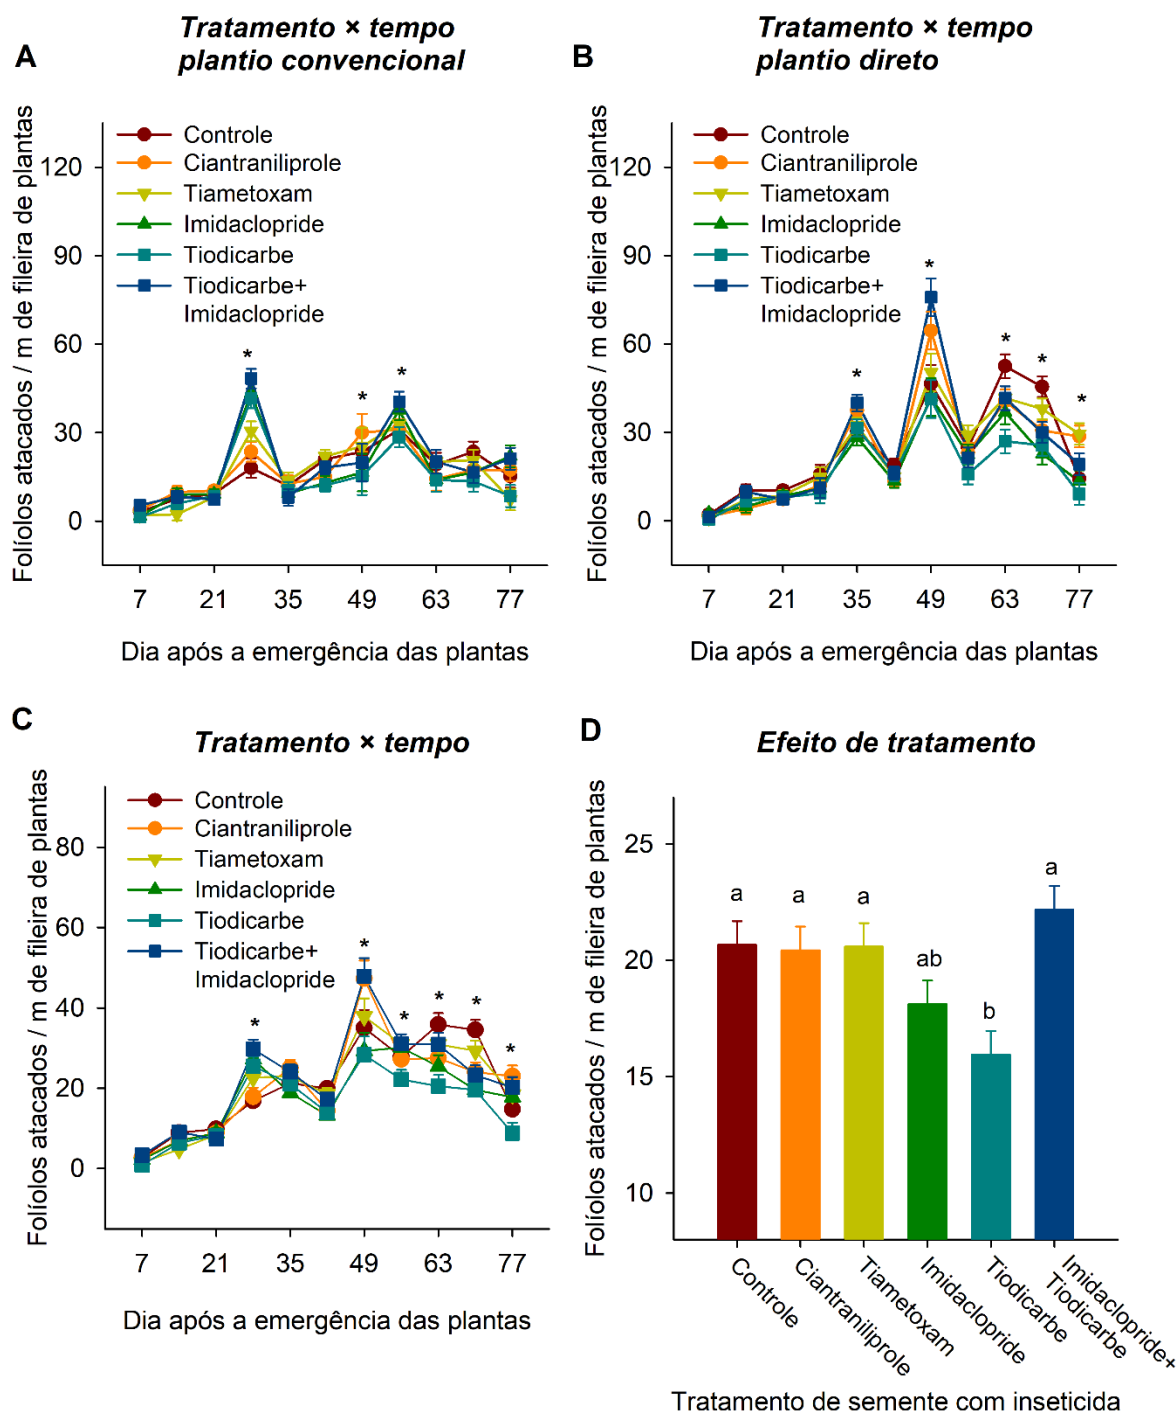 A
Tratamento × tempo
plantio convencional
Folíolos atacados / m de fileira de plantas
120
90
60
30
0
Controle
Ciantraniliprole
Tiametoxam
Imidaclopride
Tiodicarbe
Tiodicarbe+
Imidaclopride
*
*
*
7
21
35
49
63
77
Dia após a emergência das plantas
B
Tratamento × tempo
plantio direto
Folíolos atacados / m de fileira de plantas
120
90
60
30
0
Controle
Ciantraniliprole
Tiametoxam
Imidaclopride
Tiodicarbe
Tiodicarbe+
Imidaclopride
*
*
*
*
*
7
21
35
49
63
77
Dia após a emergência das plantas
C
Tratamento × tempo
Folíolos atacados / m de fileira de plantas
80
60
40
20
0
Controle
Ciantraniliprole
Tiametoxam
Imidaclopride
Tiodicarbe
Tiodicarbe+
Imidaclopride
*
*
*
*
*
*
7
21
35
49
63
77
Dia após a emergência das plantas
D
Efeito de tratamento
Folíolos atacados / m de fileira de plantas
25
20
15
10
a
a
a
ab
b
a
Controle
Ciantraniliprole
Tiametoxam
Imidaclopride
Tiodicarbe
Imidaclopride+
Tiodicarbe
Tratamento de semente com inseticida